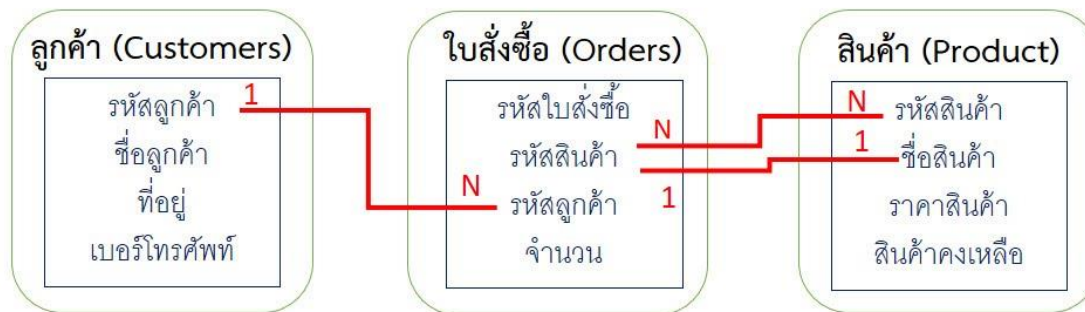 ลูกค้า (Customers)
รหัสลูกค้า
1
ชื่อลูกค้า
ที่อยู่
เบอร์โทรศัพท์
N
ใบสั่งซื้อ (Orders)
รหัสใบสั่งซื้อ
N
รหัสสินค้า
รหัสลูกค้า
1
จำนวน
สินค้า (Product)
N
รหัสสินค้า
1
ชื่อสินค้า
ราคาสินค้า
สินค้าคงเหลือ